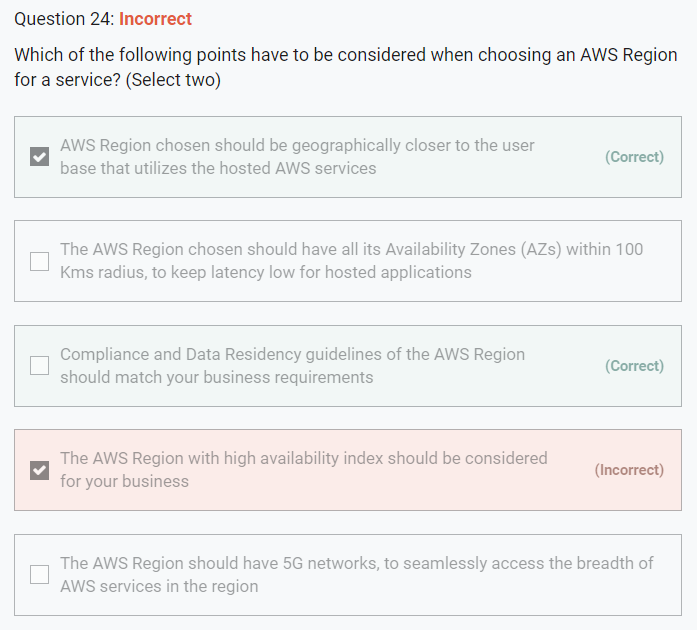 Question 24: Incorrect
Which of the following points have to be considered when choosing an AWS Region
for a service? (Select two)
AWS Region chosen should be geographically closer to the user
base that utilizes the hosted AWS services
(Correct)
The AWS Region chosen should have all its Availability Zones (AZs) within 100
Kms radius, to keep latency low for hosted applications
Compliance and Data Residency guidelines of the AWS Region
should match your business requirements
(Correct)
The AWS Region with high availability index should be considered
for your business
(Incorrect)
The AWS Region should have 5G networks, to seamlessly access the breadth of
AWS services in the region